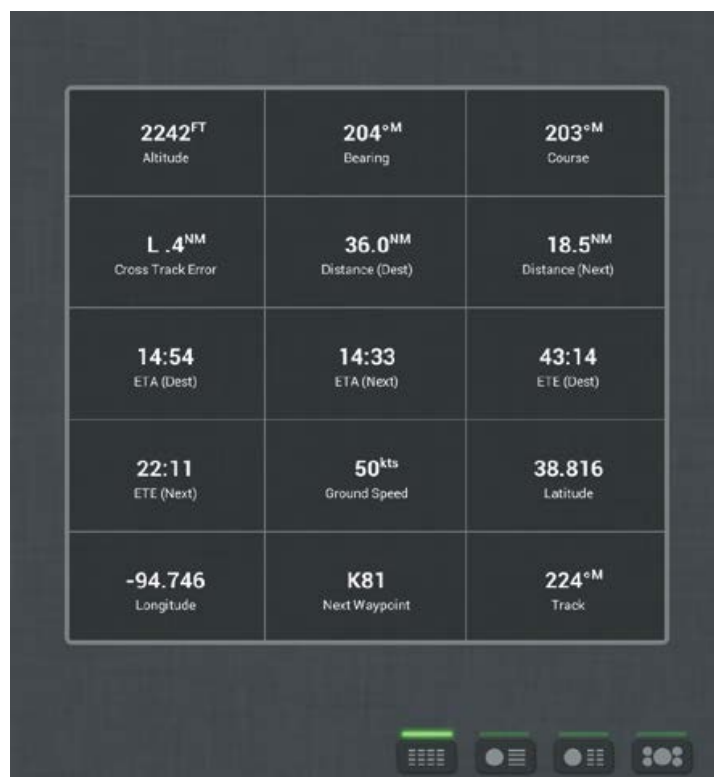 2242FT 204°M 203°M
Altitude Bearing Course
L .4NM 36.0NM 18.5NM
Cross Track Error Distance (Dest) Distance (Next)
14:54 14:33 43:14
ETA (Dest) ETA (Next) ETE (Dest)
22:11 50kts 38.816
ETE (Next) Ground Speed Latitude
-94.746 K81 224°M
Longitude Next Waypoint Track